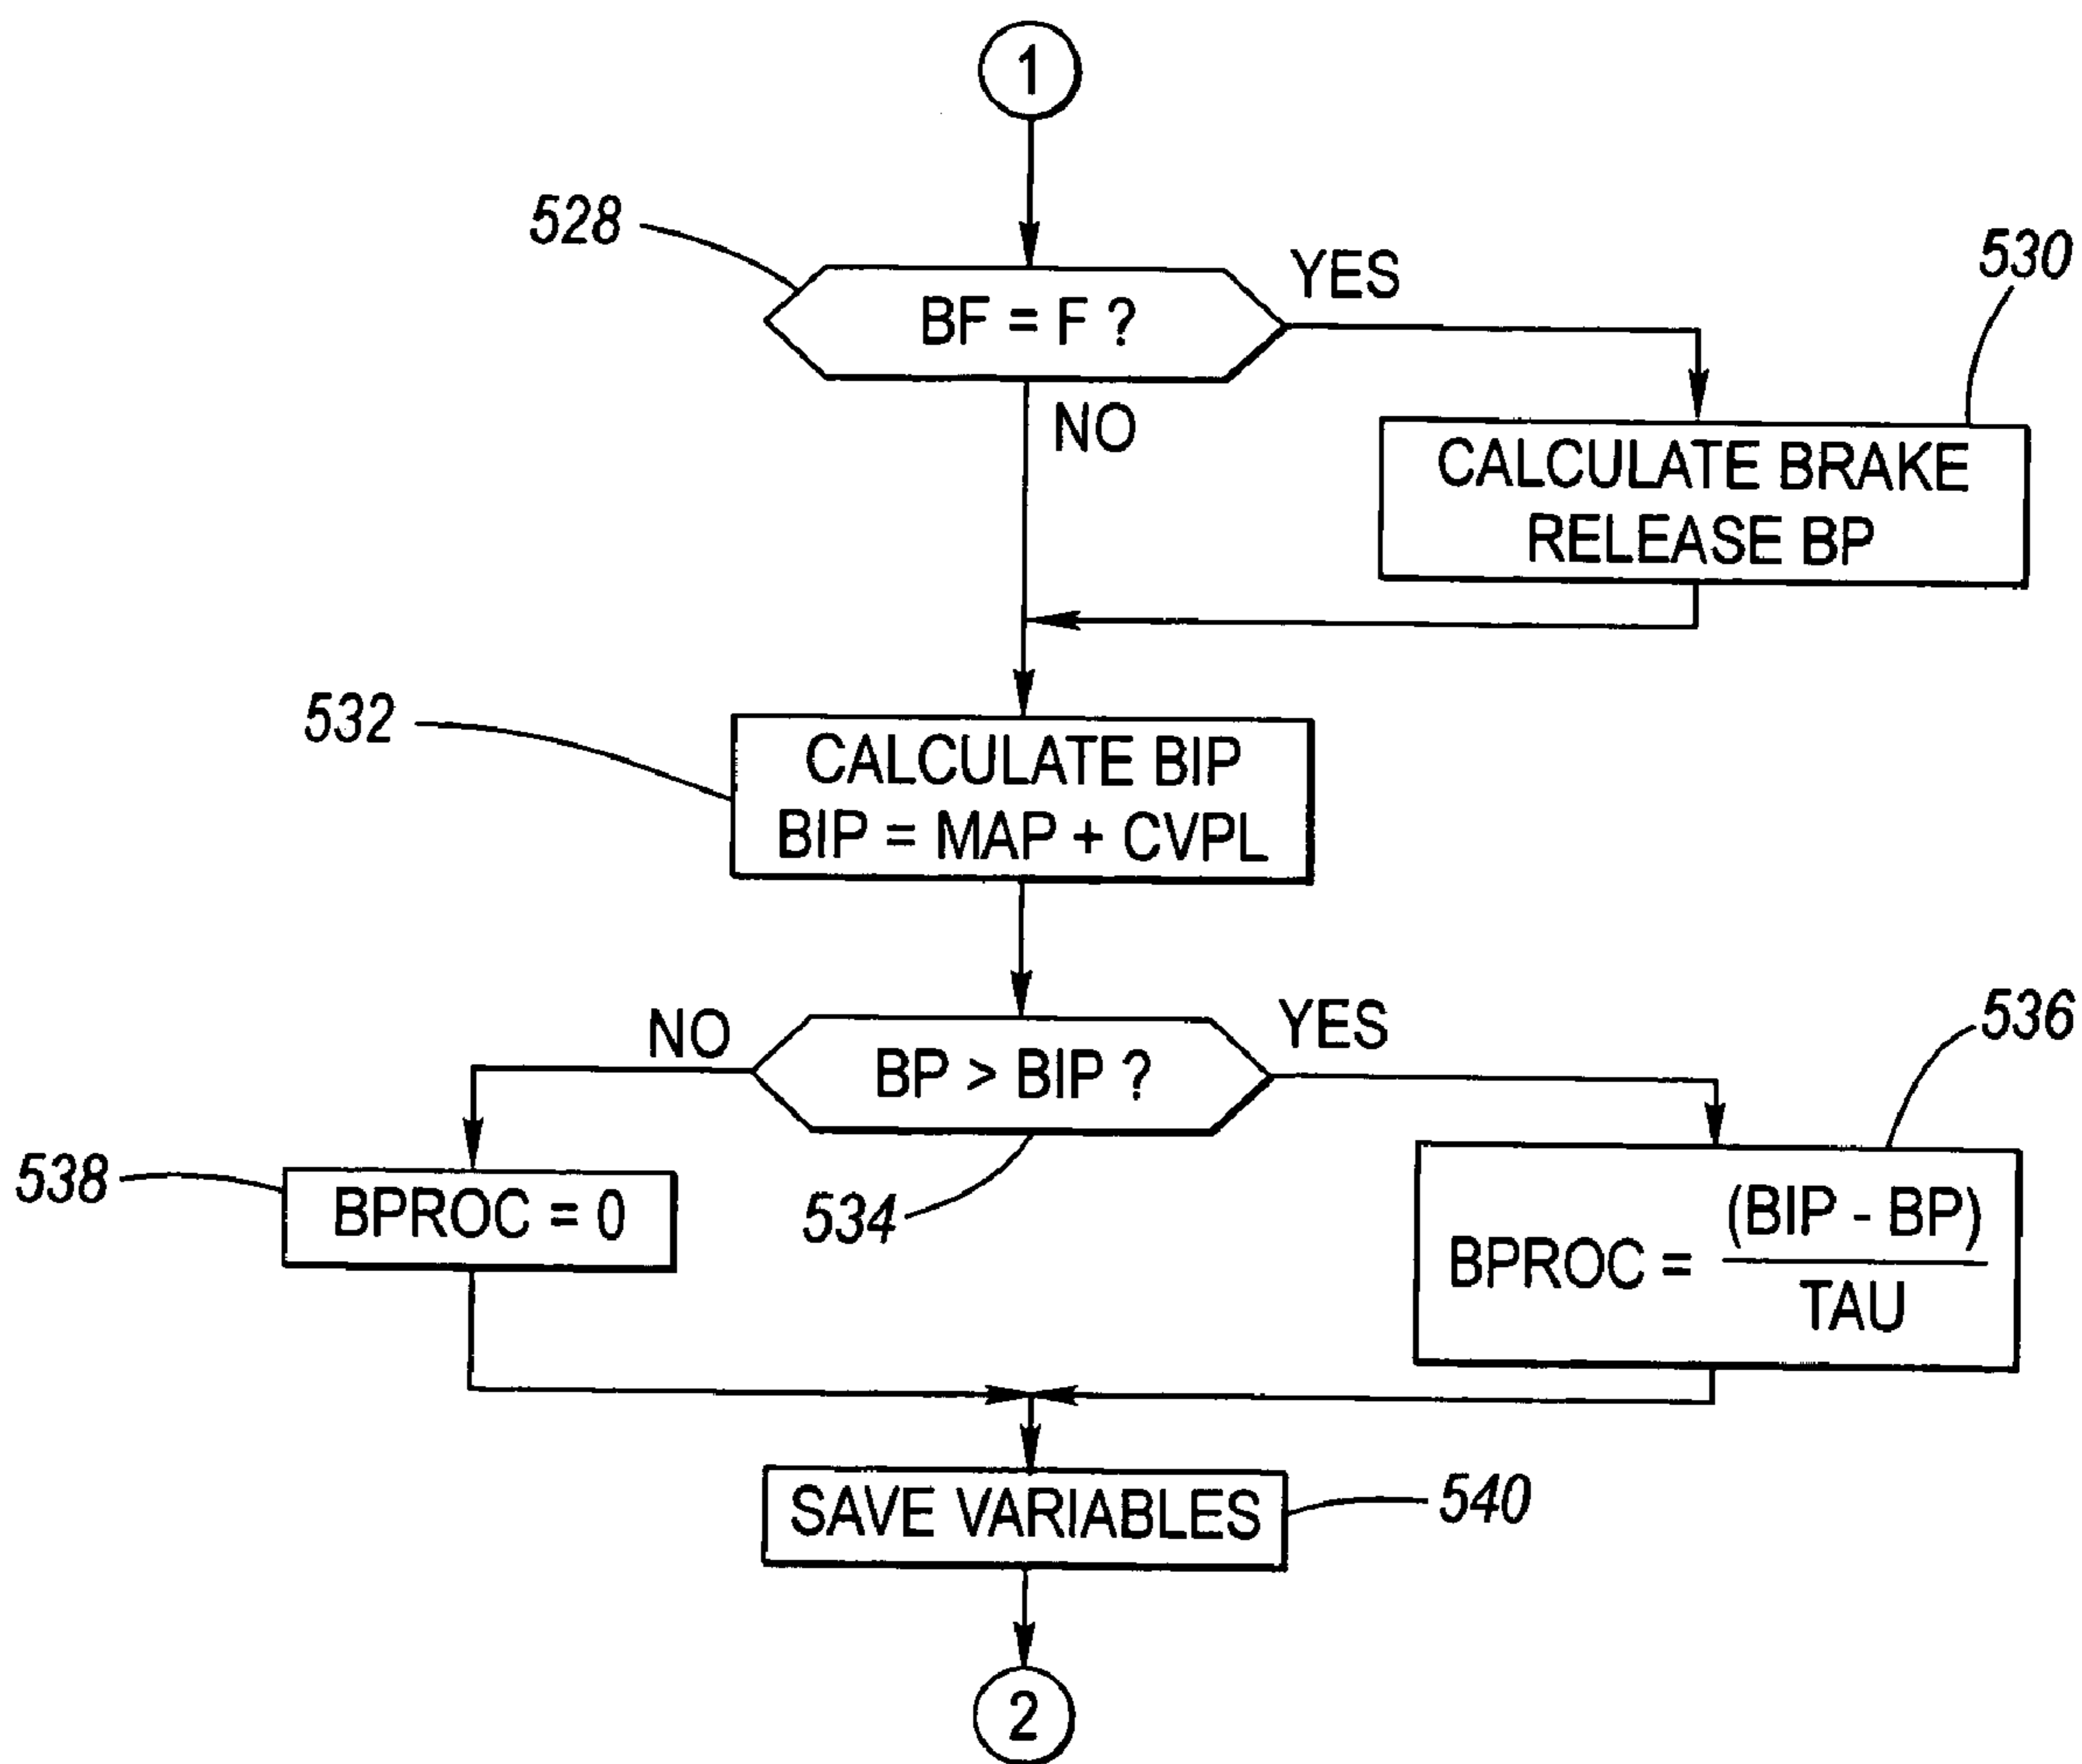 1
528
BF = F ?
YES
530
NO
CALCULATE BRAKE
RELEASE BP
532
CALCULATE BIP
BIP = MAP + CVPL
NO
BP > BIP ?
YES
536
538
BPROC = 0
534
BPROC = (BIP - BP)
TAU
SAVE VARIABLES
540
2